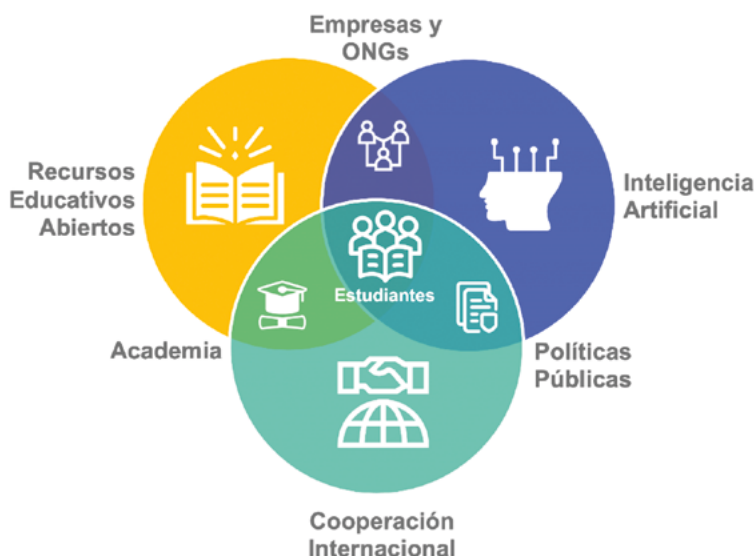 Empresas y
ONGs
Recursos
Educativos
Abiertos
Inteligencia
Artificial
Estudiantes
Academia
Políticas
Públicas
Cooperación
Internacional